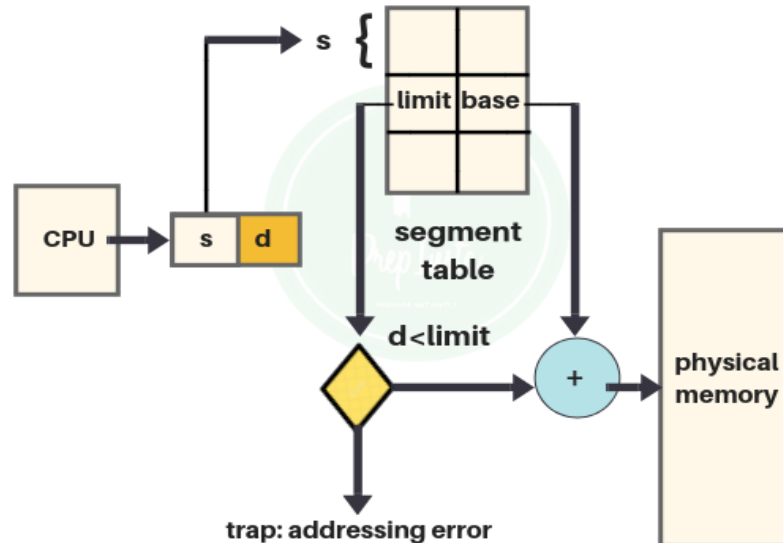 s {
limit base
CPU
s d
segment
table
d<limit
+
physical
memory
trap: addressing error